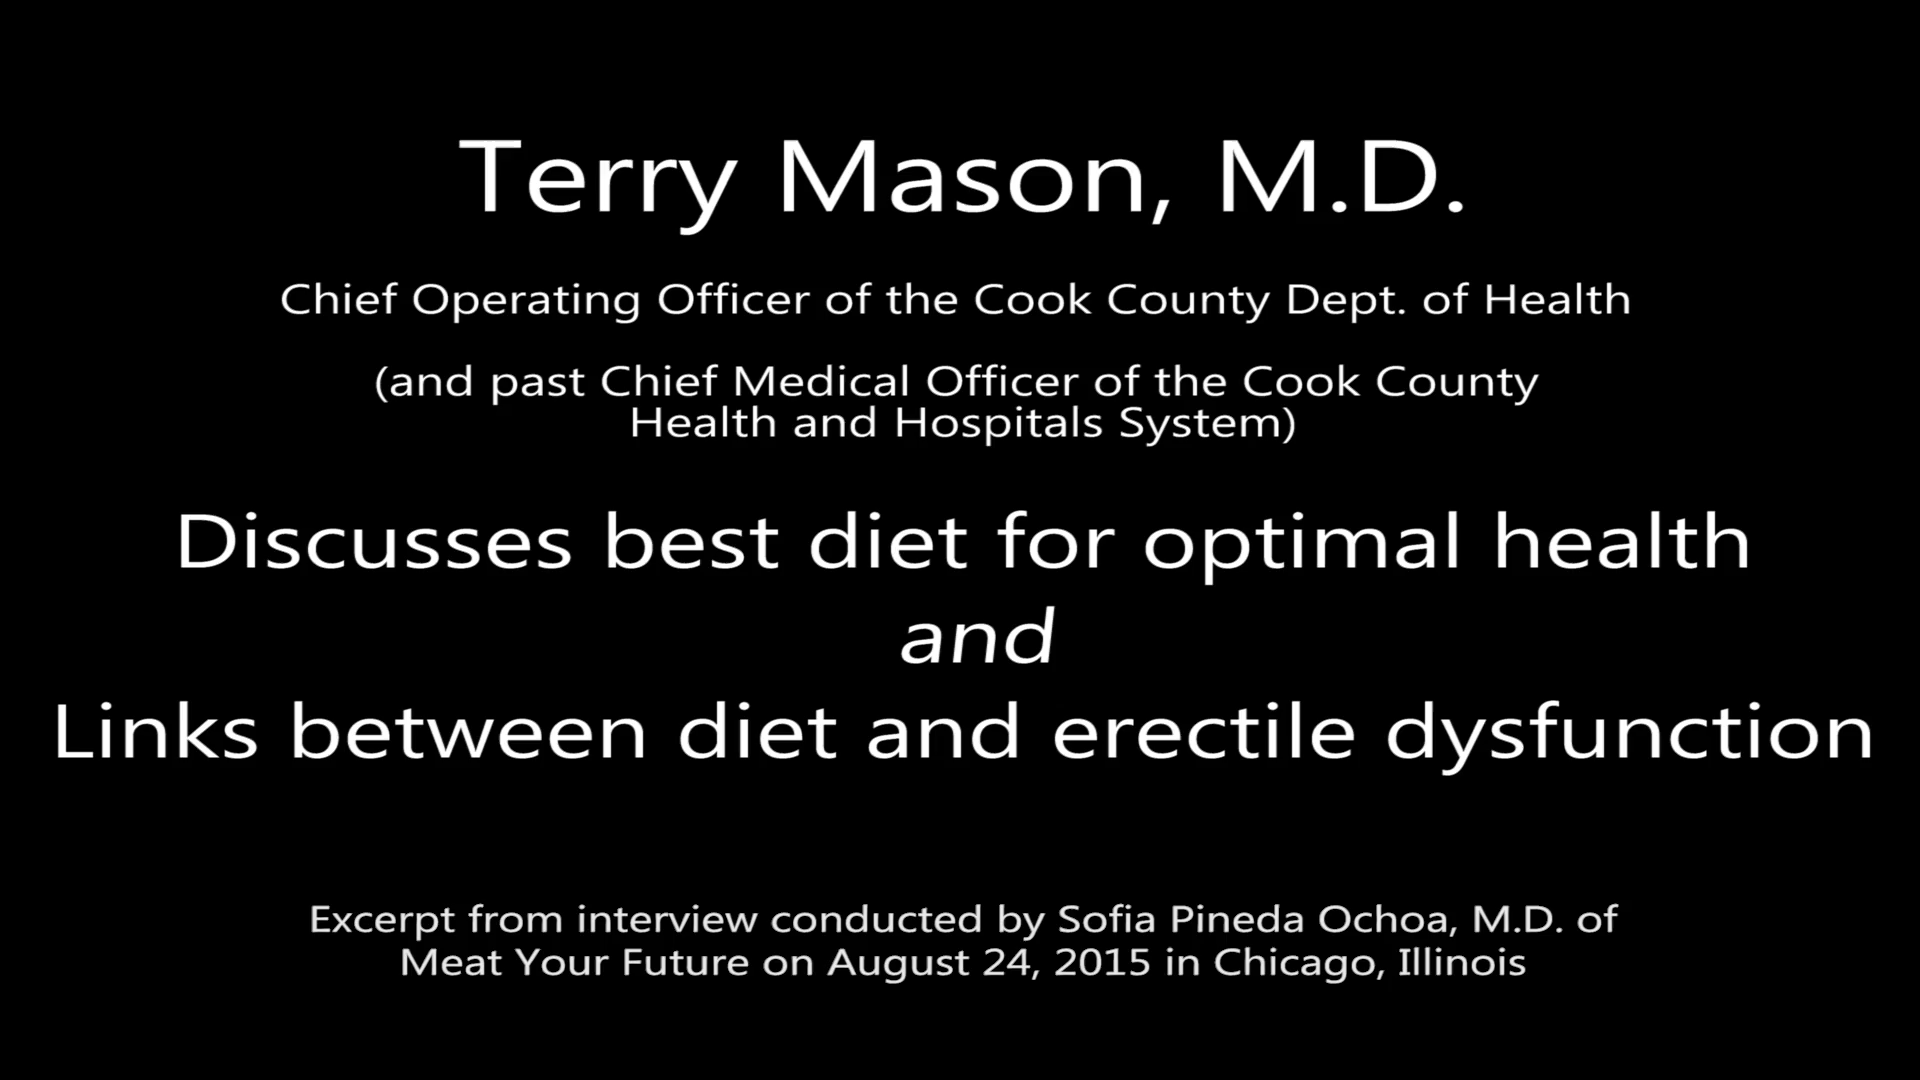 Terry Mason, M.D.
Chief Operating Officer of the Cook County Dept. of Health
(and past Chief Medical Officer of the Cook County
Health and Hospitals System)
Discusses best diet for optimal health
and
Links between diet and erectile dysfunction
Excerpt from interview conducted by Sofia Pineda Ochoa, M.D. of
Meat Your Future on August 24, 2015 in Chicago, Illinois